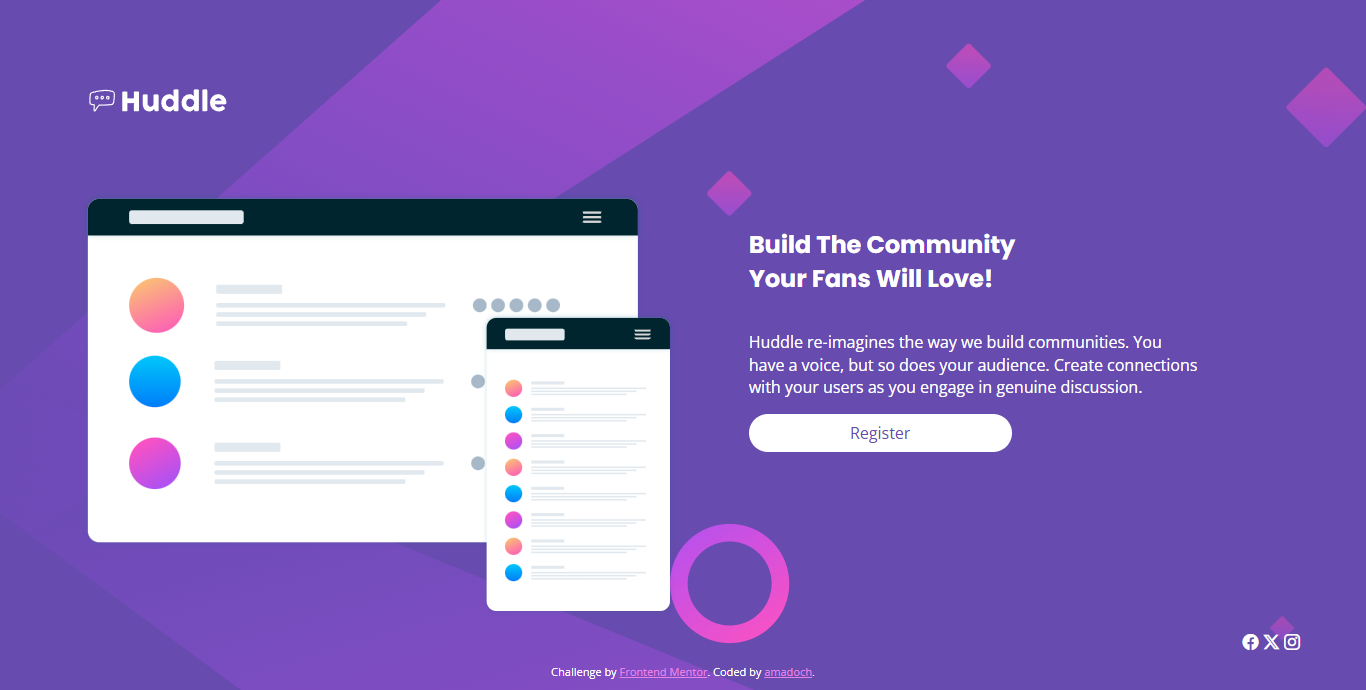 Huddle
Build The Community
Your Fans Will Love!
Huddle re-imagines the way we build communities. You
have a voice, but so does your audience. Create connections
with your users as you engage in genuine discussion.
Register
Challenge by Frontend Mentor. Coded by amadoch.